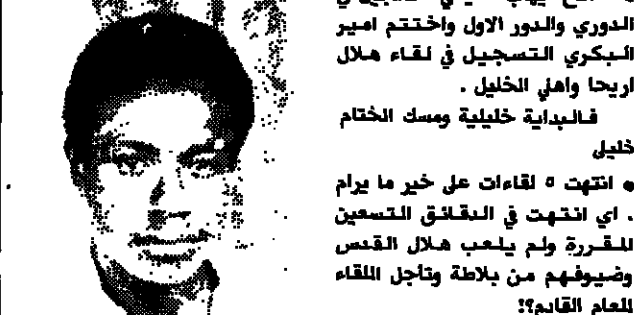 الدوري والدور الاول واختتم امير
البكري التسجيل في لقاء هلال
اريحا واهلي الخليل .
فالبداية خليلية ومسك الختام
خليلي
● انتهت ٥ لقاءات على خير ما يرام
. اي انتهت في الدقائق التسعين
المقررة ولم يلعب هلال القدس
وضيوفهم من بلاطة وتأجل اللقاء
للعام القادم؟!